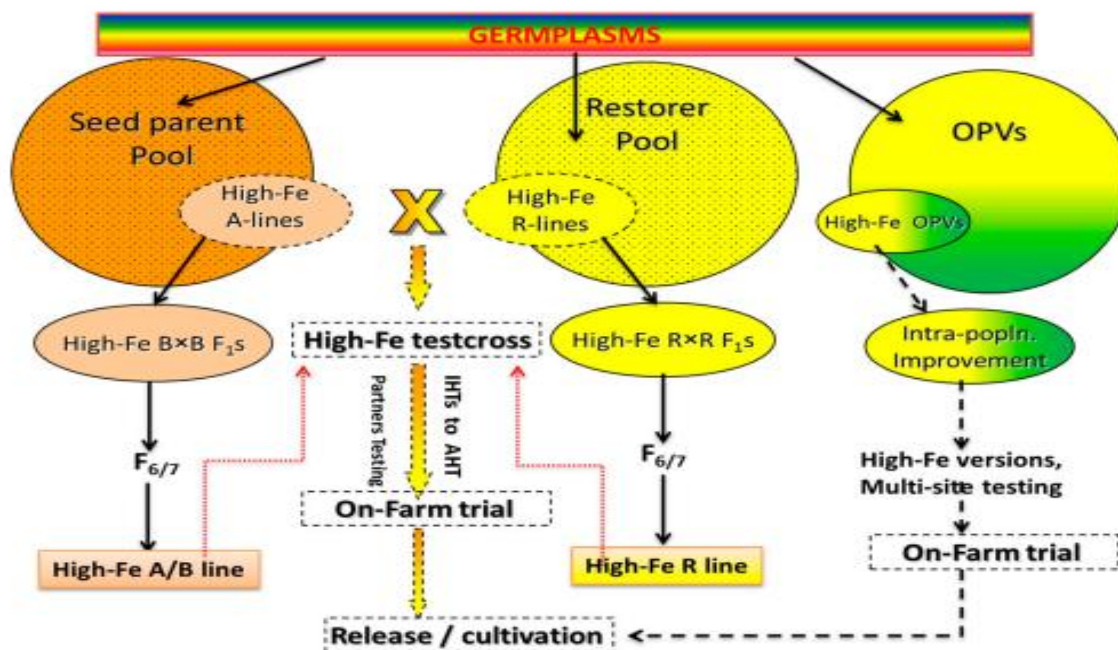 GERMPLASMS
Seed parent
Pool
Restorer
Pool
OPVs
High-Fe
A-lines
X
High-Fe
R-lines
High-Fe OPVs
High-Fe B×B F₁s
High-Fe testcross
High-Fe R×R F₁s
Intra-popln.
Improvement
IHTs to AHT
Partners Testing
F₆/₇
F₆/₇
High-Fe versions,
Multi-site testing
On-Farm trial
On-Farm trial
High-Fe A/B line
High-Fe R line
Release / cultivation